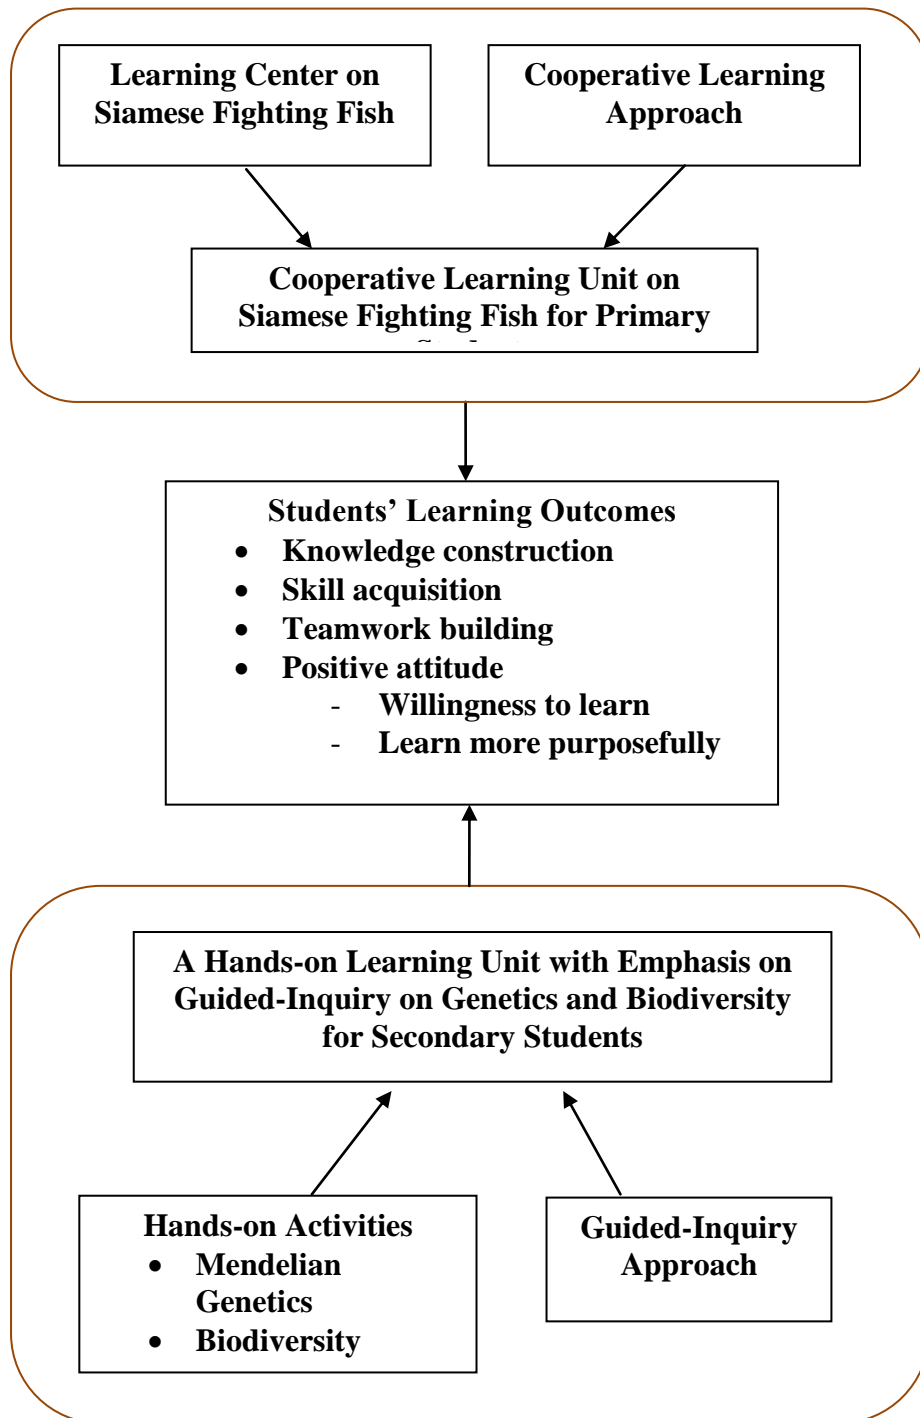 Learning Center on
Siamese Fighting Fish
Cooperative Learning
Approach
Cooperative Learning Unit on
Siamese Fighting Fish for Primary
Students’ Learning Outcomes
• Knowledge construction
• Skill acquisition
• Teamwork building
• Positive attitude
- Willingness to learn
- Learn more purposefully
A Hands-on Learning Unit with Emphasis on
Guided-Inquiry on Genetics and Biodiversity
for Secondary Students
Hands-on Activities
• Mendelian
Genetics
• Biodiversity
Guided-Inquiry
Approach